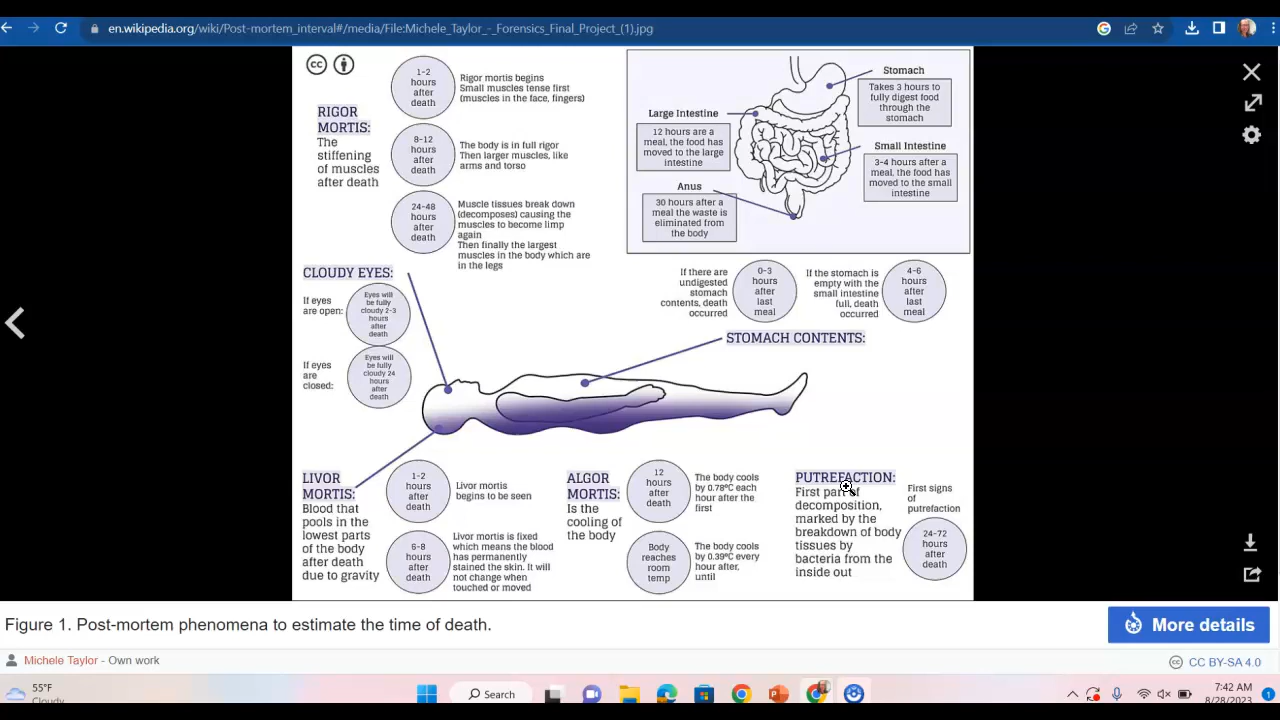 en.wikipedia.org/wiki/Post-mortem_interval#/media/File:Michele_Taylor_-_Forensics_Final_Project_(1).jpg
RIGOR
MORTIS:
The
stiffening
of muscles
after death
1-2
hours
after
death
Rigor mortis begins
Small muscles tense first
(muscles in the face, fingers)
8-12
hours
after
death
The body is in full rigor
Then larger muscles, like
arms and torso
24-48
hours
after
death
Muscle tissues break down
(decomposes) causing the
muscles to become limp
again
Then finally the largest
muscles in the body which are
in the legs
Stomach
Takes 3 hours to
fully digest food
through the
stomach
Large Intestine
12 hours are a
meal, the food has
moved to the large
intestine
Small Intestine
3-4 hours after a
meal, the food has
moved to the small
intestine
Anus
30 hours after a
meal the waste is
eliminated from
the body
CLOUDY EYES:
If eyes
are open:
Eyes will
be fully
cloudy 2-3
hours
after
death
If eyes
are
closed:
Eyes will
be fully
cloudy 24
hours
after
death
If there are
undigested
stomach
contents, death
occurred
0-3
hours
after
last
meal
If the stomach is
empty with the
small intestine
full, death
occurred
4-6
hours
after
last
meal
STOMACH CONTENTS:
LIVOR
MORTIS:
Blood that
pools in the
lowest parts
of the body
after death
due to gravity
1-2
hours
after
death
Livor mortis
begins to be seen
6-8
hours
after
death
Livor mortis is fixed
which means the blood
has permanently
stained the skin. It will
not change when
touched or moved
ALGOR
MORTIS:
Is the
cooling of
the body
12
hours
after
death
The body cools
by 0.78°C each
hour after the
first
Body
reaches
room
temp
The body cools
by 0.39°C every
hour after,
until
PUTREFACTION:
First part of
decomposition,
marked by the
breakdown of body
tissues by
bacteria from the
inside out
First signs
of
putrefaction
24-72
hours
after
death
Figure 1. Post-mortem phenomena to estimate the time of death.
More details
Michele Taylor - Own work
CC BY-SA 4.0
55°F
Cloudy
Search
7:42 AM
8/28/2023